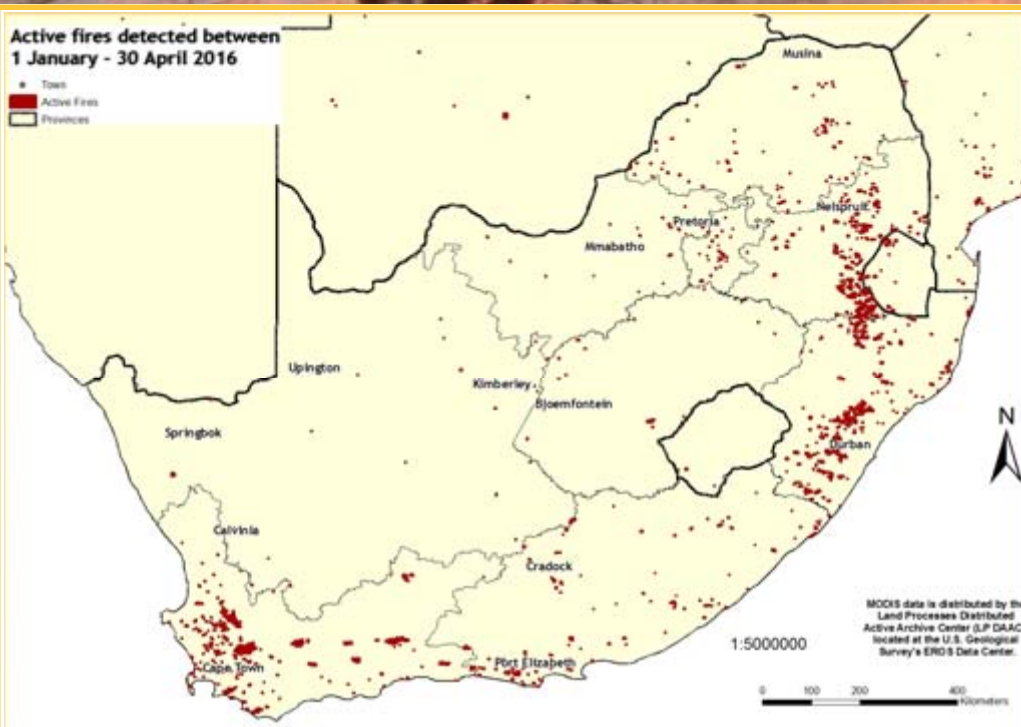 Active fires detected between
1 January - 30 April 2016
Town
Active Fires
Provinces
Musina
Nelspruit
Pretoria
Mmabatho
Upington
Kimberley
Bloemfontein
Springbok
Durban
N
Calvinia
Cradock
Cape Town
Port Elizabeth
1:5000000
MODIS data is distributed by the
Land Processes Distributed
Active Archive Center (LP DAAC)
located at the U.S. Geological
Survey's EROS Data Center.
0 100 200 400
Kilometers